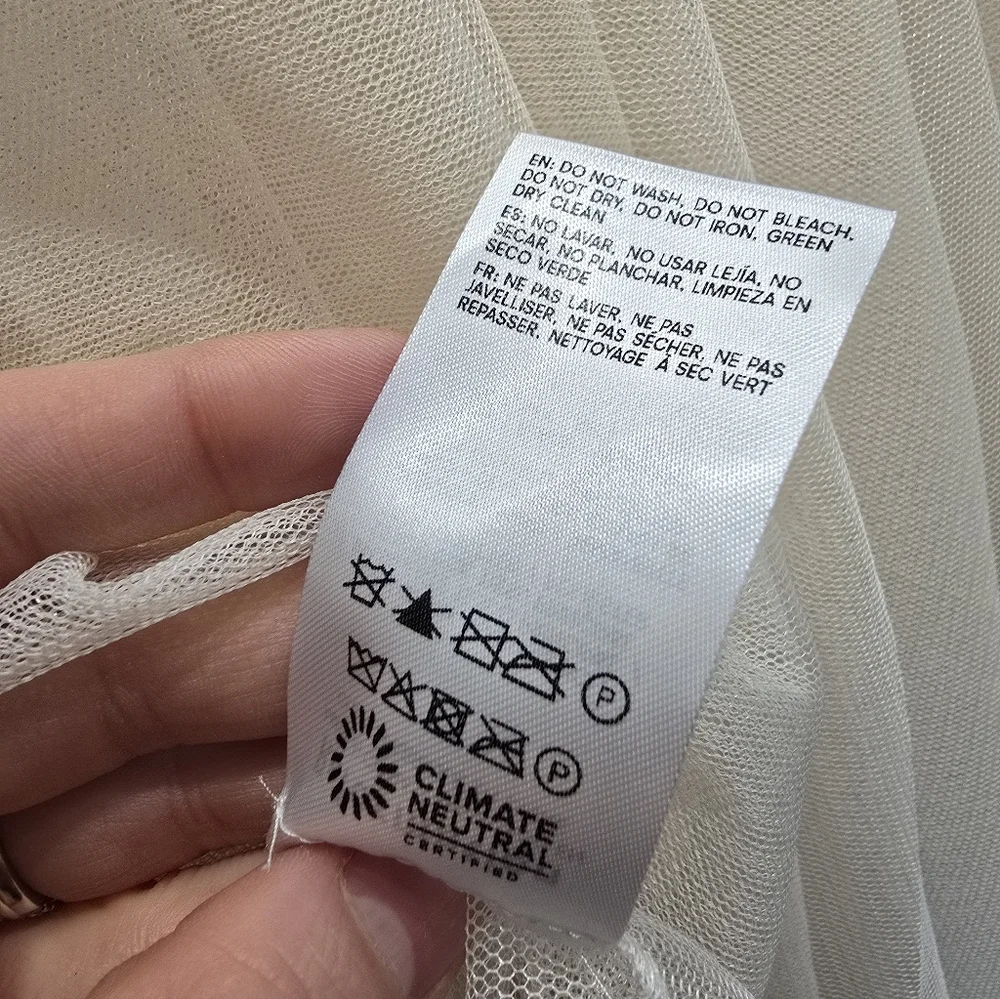 EN: DO NOT WASH, DO NOT BLEACH,
DO NOT DRY, DO NOT IRON, GREEN
DRY CLEAN
ES: NO LAVAR, NO USAR LEJÍA, NO
SECAR, NO PLANCHAR, LIMPIEZA EN
SECO VERDE
FR: NE PAS LAVER, NE PAS
JAVELLISER, NE PAS SÉCHER, NE PAS
REPASSER, NETTOYAGE À SEC VERT
P
P
CLIMATE
NEUTRAL
CERTIFIED